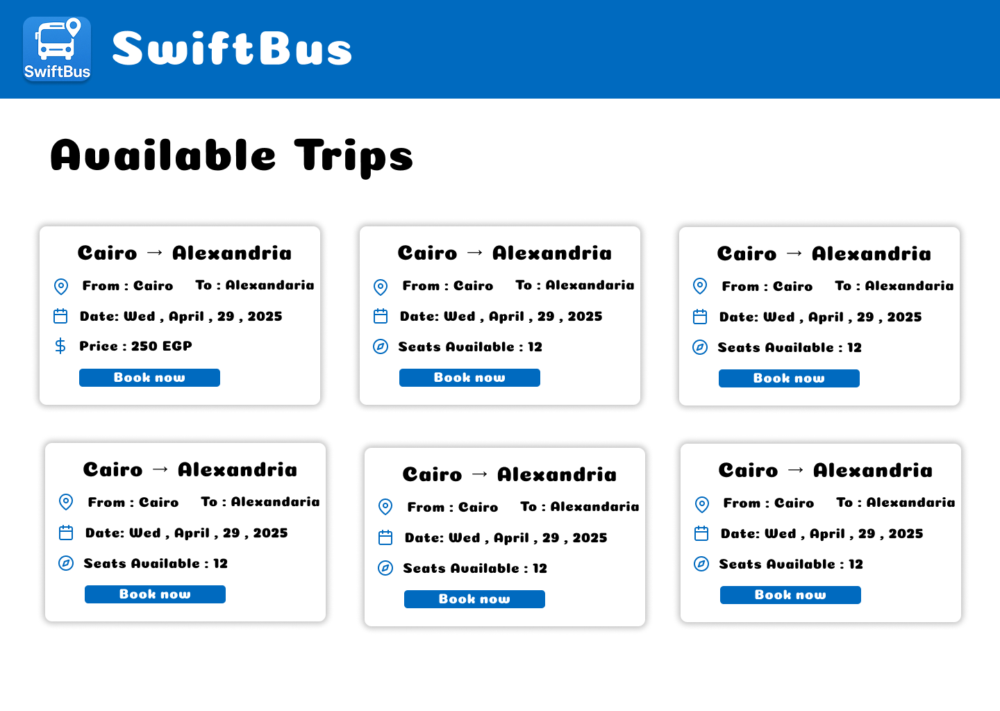 SwiftBus
SwiftBus
Available Trips
Cairo → Alexandria
From : Cairo To : Alexandaria
Date: Wed , April , 29 , 2025
Price : 250 EGP
Book now
Cairo → Alexandria
From : Cairo To : Alexandaria
Date: Wed , April , 29 , 2025
Seats Available : 12
Book now
Cairo → Alexandria
From : Cairo To : Alexandaria
Date: Wed , April , 29 , 2025
Seats Available : 12
Book now
Cairo → Alexandria
From : Cairo To : Alexandaria
Date: Wed , April , 29 , 2025
Seats Available : 12
Book now
Cairo → Alexandria
From : Cairo To : Alexandaria
Date: Wed , April , 29 , 2025
Seats Available : 12
Book now
Cairo → Alexandria
From : Cairo To : Alexandaria
Date: Wed , April , 29 , 2025
Seats Available : 12
Book now